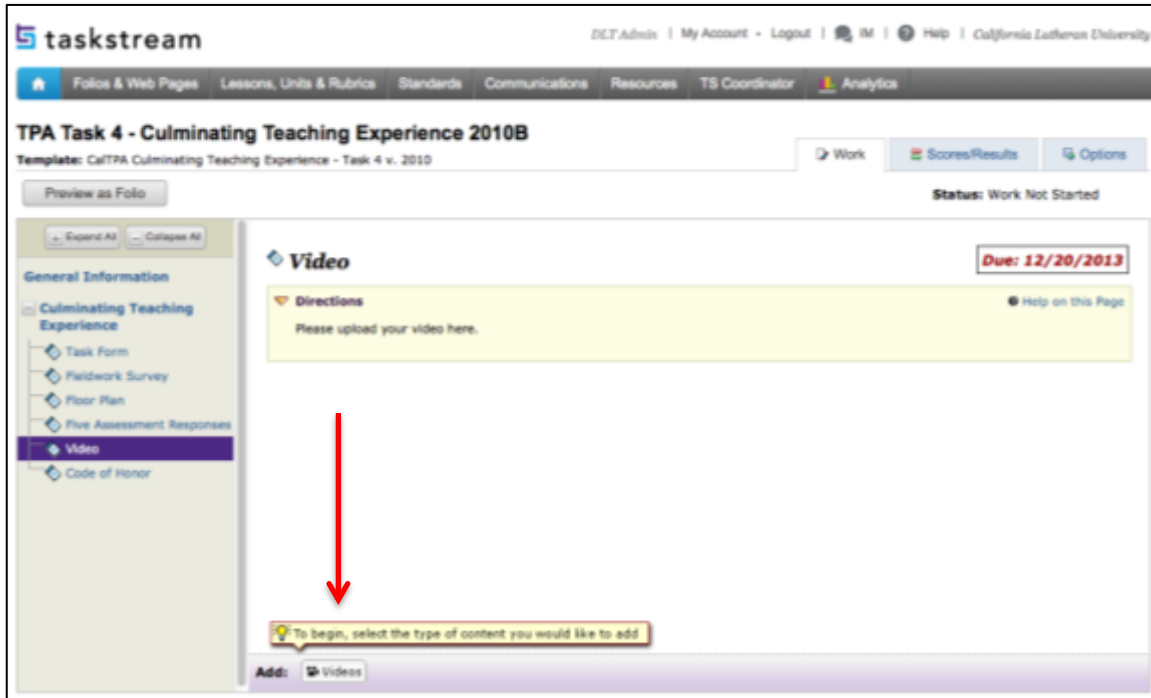 taskstream
DLT Admin | My Account - Logout | IM | Help | California Lutheran University
Folios & Web Pages Lessons, Units & Rubrics Standards Communications Resources TS Coordinator Analytics
TPA Task 4 - Culminating Teaching Experience 2010B
Template: CalTPA Culminating Teaching Experience - Task 4 v. 2010
Work Scores/Results Options
Preview as Folio
Status: Work Not Started
Expand All Collapse All
General Information
Culminating Teaching
Experience
Task Form
Fieldwork Survey
Floor Plan
Five Assessment Responses
Video
Code of Honor
Video
Due: 12/20/2013
Directions
Help on this Page
Please upload your video here.
To begin, select the type of content you would like to add
Add: Videos